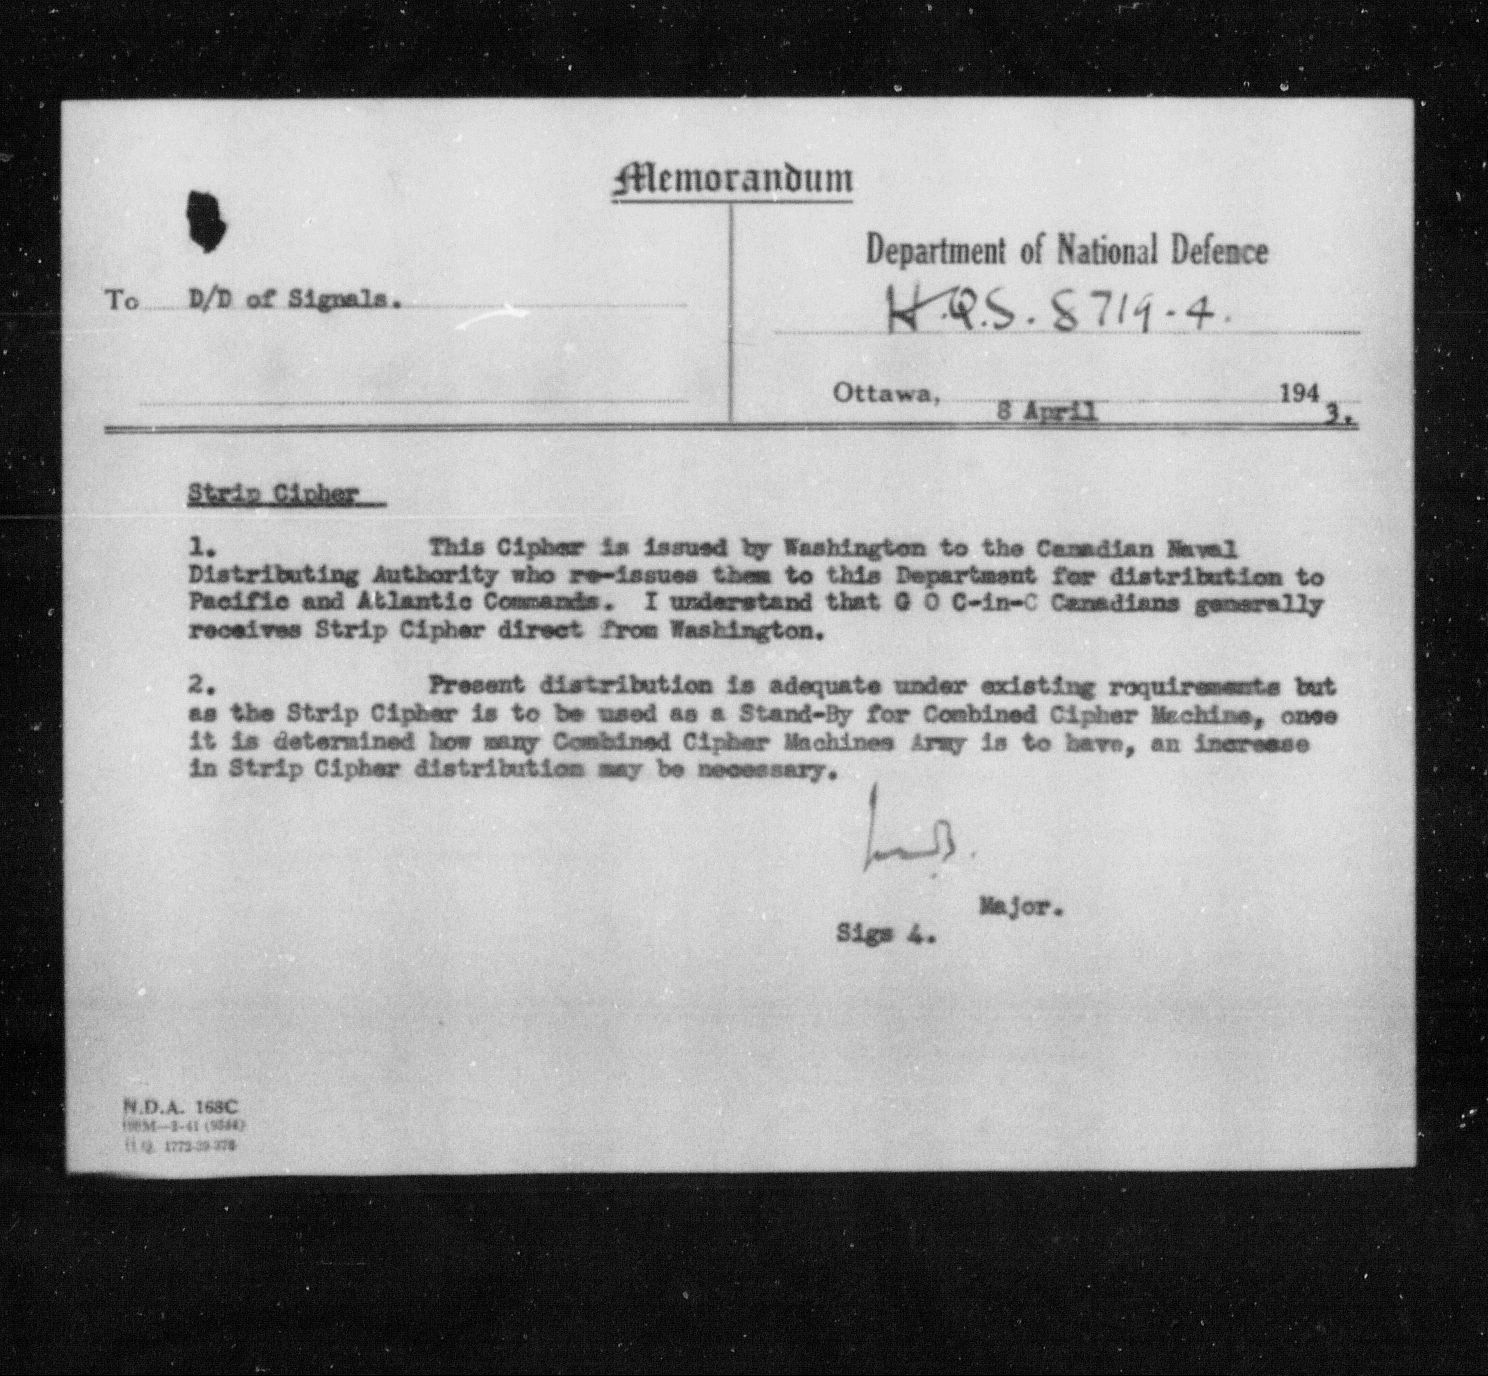 Memorandum
Department of National Defence
To D/D of Signals.
H.Q.S. 8719-4.
Ottawa, 8 April 1943.
Strip Cipher
1. This Cipher is issued by Washington to the Canadian Naval
Distributing Authority who re-issues them to this Department for distribution to
Pacific and Atlantic Commands. I understand that G O C-in-C Canadians generally
receives Strip Cipher direct from Washington.
2. Present distribution is adequate under existing requirements but
as the Strip Cipher is to be used as a Stand-By for Combined Cipher Machine, once
it is determined how many Combined Cipher Machines Army is to have, an increase
in Strip Cipher distribution may be necessary.
Major.
Sigs 4.
N.D.A. 168C
H.Q. 1772-39-378